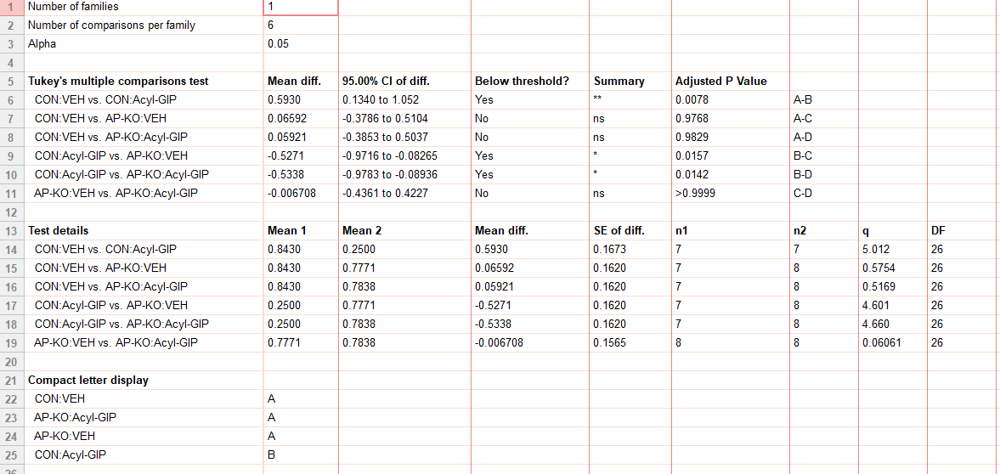 1 Number of families 1
2 Number of comparisons per family 6
3 Alpha 0.05
4
5 Tukey's multiple comparisons test Mean diff. 95.00% CI of diff. Below threshold? Summary Adjusted P Value
6 CON:VEH vs. CON:Acyl-GIP 0.5930 0.1340 to 1.052 Yes ** 0.0078 A-B
7 CON:VEH vs. AP-KO:VEH 0.06592 -0.3786 to 0.5104 No ns 0.9768 A-C
8 CON:VEH vs. AP-KO:Acyl-GIP 0.05921 -0.3853 to 0.5037 No ns 0.9829 A-D
9 CON:Acyl-GIP vs. AP-KO:VEH -0.5271 -0.9716 to -0.08265 Yes * 0.0157 B-C
10 CON:Acyl-GIP vs. AP-KO:Acyl-GIP -0.5338 -0.9783 to -0.08936 Yes * 0.0142 B-D
11 AP-KO:VEH vs. AP-KO:Acyl-GIP -0.006708 -0.4361 to 0.4227 No ns >0.9999 C-D
12
13 Test details Mean 1 Mean 2 Mean diff. SE of diff. n1 n2 q DF
14 CON:VEH vs. CON:Acyl-GIP 0.8430 0.2500 0.5930 0.1673 7 7 5.012 26
15 CON:VEH vs. AP-KO:VEH 0.8430 0.7771 0.06592 0.1620 7 8 0.5754 26
16 CON:VEH vs. AP-KO:Acyl-GIP 0.8430 0.7838 0.05921 0.1620 7 8 0.5169 26
17 CON:Acyl-GIP vs. AP-KO:VEH 0.2500 0.7771 -0.5271 0.1620 7 8 4.601 26
18 CON:Acyl-GIP vs. AP-KO:Acyl-GIP 0.2500 0.7838 -0.5338 0.1620 7 8 4.660 26
19 AP-KO:VEH vs. AP-KO:Acyl-GIP 0.7771 0.7838 -0.006708 0.1565 8 8 0.06061 26
20
21 Compact letter display
22 CON:VEH A
23 AP-KO:Acyl-GIP A
24 AP-KO:VEH A
25 CON:Acyl-GIP B
26